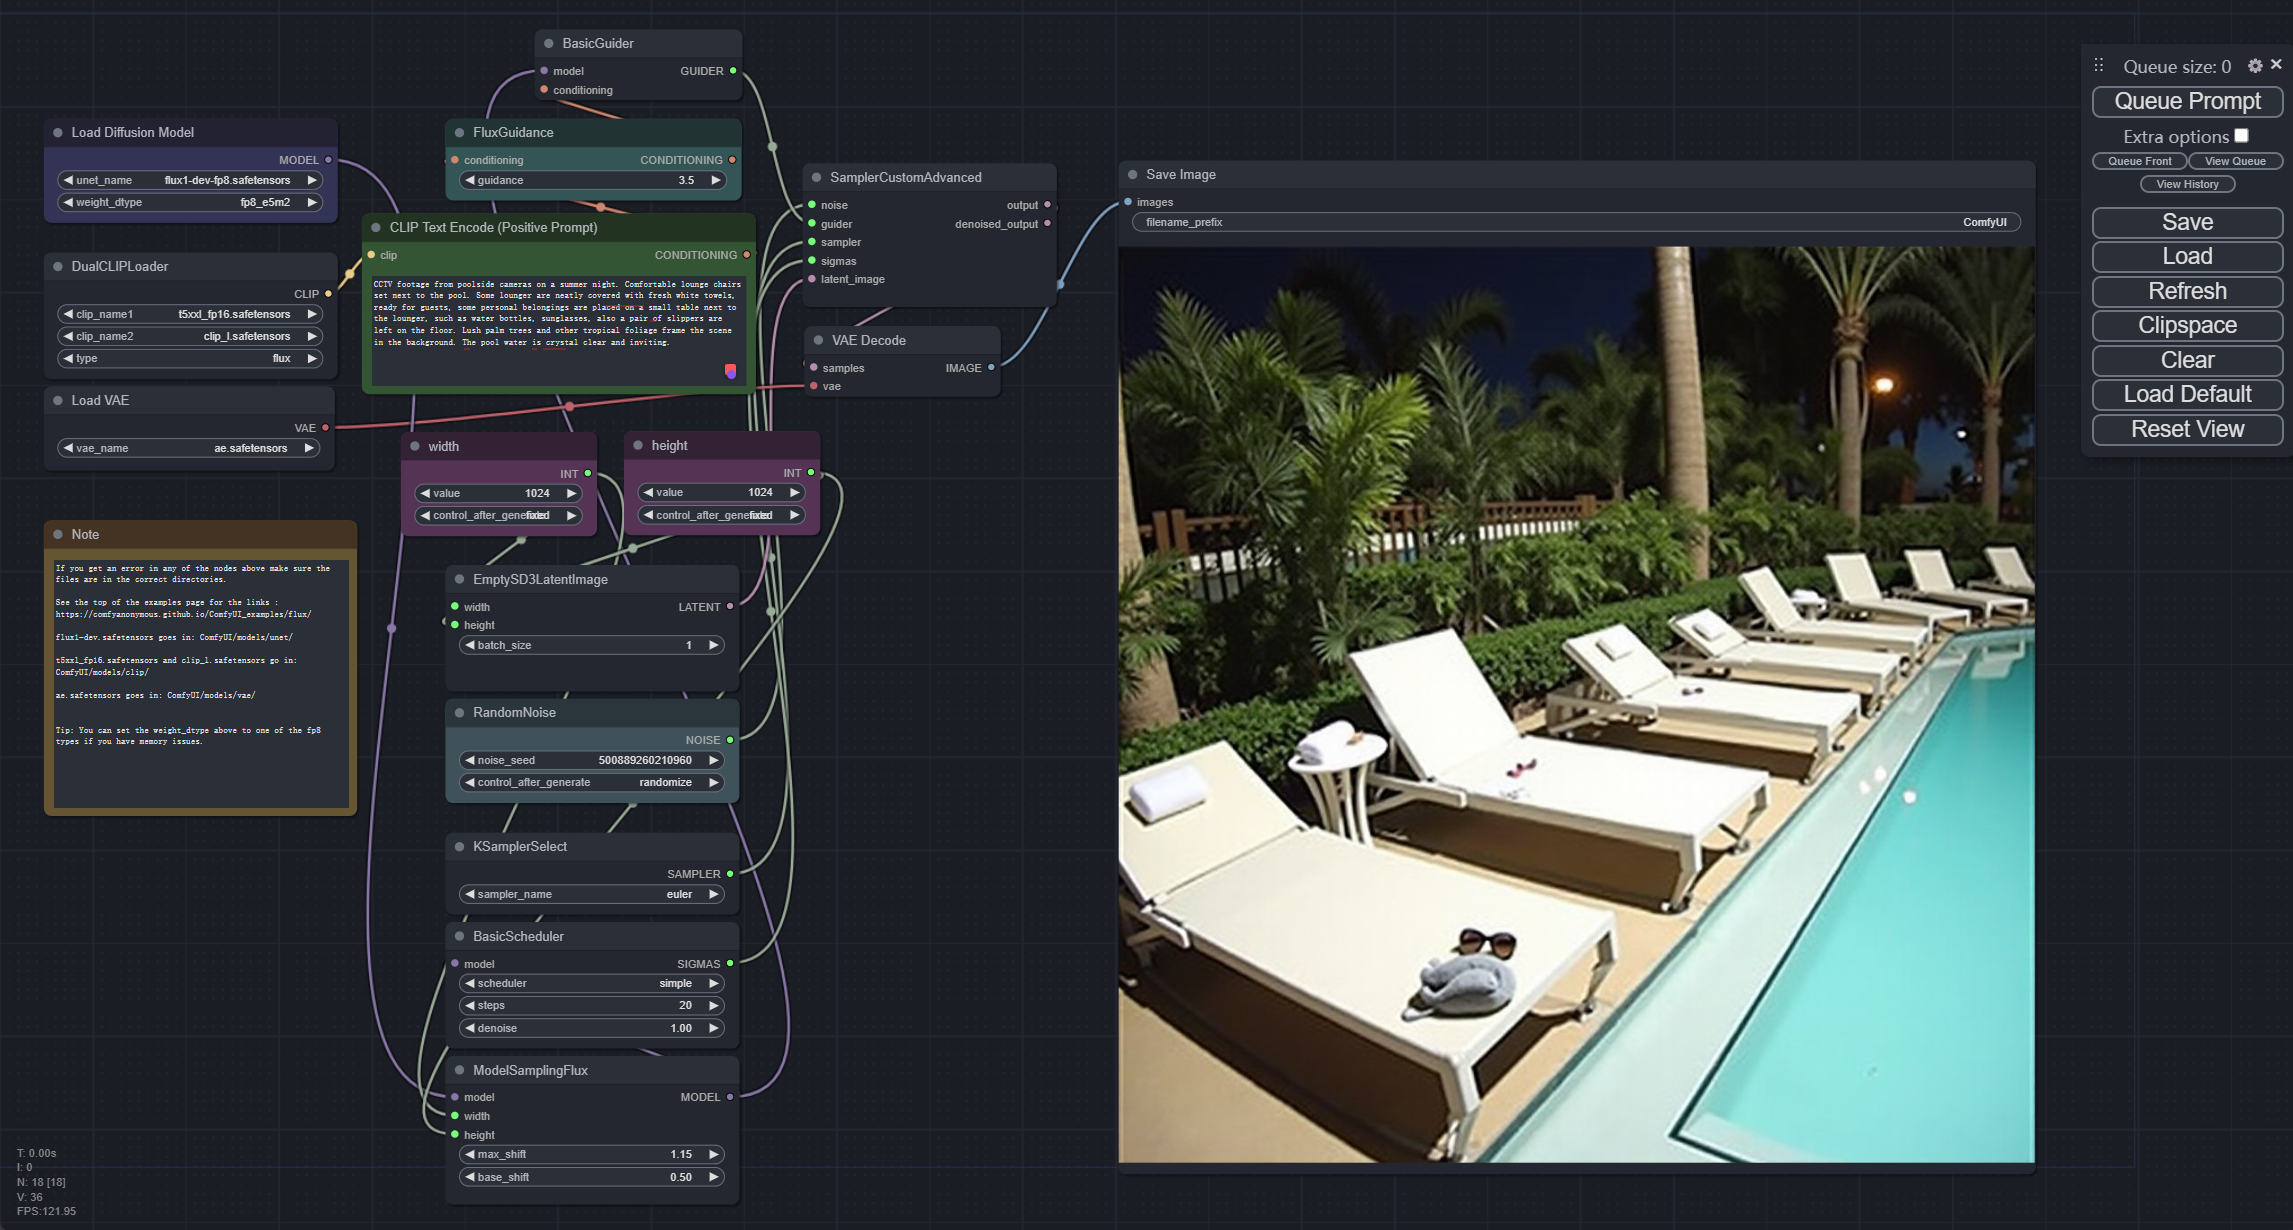 BasicGuider
model GUIDER
conditioning
Load Diffusion Model
MODEL
unet_name flux1-dev-fp8.safetensors
weight_dtype fp8_e5m2
FluxGuidance
conditioning CONDITIONING
guidance 3.5
DualCLIPLoader
CLIP
clip_name1 t5xxl_fp16.safetensors
clip_name2 clip_l.safetensors
type flux
CLIP Text Encode (Positive Prompt)
clip CONDITIONING
CCTV footage from poolside cameras on a summer night. Comfortable lounge chairs
set next to the pool. Some lounger are neatly covered with fresh white towels,
ready for guests, some personal belongings are placed on a small table next to
the lounger, such as water bottles, sunglasses, also a pair of slippers are
left on the floor. Lush palm trees and other tropical foliage frame the scene
in the background. The pool water is crystal clear and inviting.
Load VAE
VAE
vae_name ae.safetensors
SamplerCustomAdvanced
noise output
guider denoised_output
sampler
sigmas
latent_image
VAE Decode
samples IMAGE
vae
width
INT
value 1024
control_after_generate fixed
height
INT
value 1024
control_after_generate fixed
Note
If you get an error in any of the nodes above make sure the
files are in the correct directories.
See the top of the examples page for the links :
https://comfyanonymous.github.io/ComfyUI_examples/flux/
flux1-dev.safetensors goes in: ComfyUI/models/unet/
t5xxl_fp16.safetensors and clip_l.safetensors go in:
ComfyUI/models/clip/
ae.safetensors goes in: ComfyUI/models/vae/
Tip: You can set the weight_dtype above to one of the fp8
types if you have memory issues.
EmptySD3LatentImage
width LATENT
height
batch_size 1
RandomNoise
NOISE
noise_seed 500889260210960
control_after_generate randomize
KSamplerSelect
SAMPLER
sampler_name euler
BasicScheduler
model SIGMAS
scheduler simple
steps 20
denoise 1.00
ModelSamplingFlux
model MODEL
width
height
max_shift 1.15
base_shift 0.50
Save Image
images
filename_prefix ComfyUI
Queue size: 0
Queue Prompt
Extra options
Queue Front View Queue
View History
Save
Load
Refresh
Clipspace
Clear
Load Default
Reset View
T: 0.00s
I: 0
N: 18 [18]
V: 36
FPS:121.95